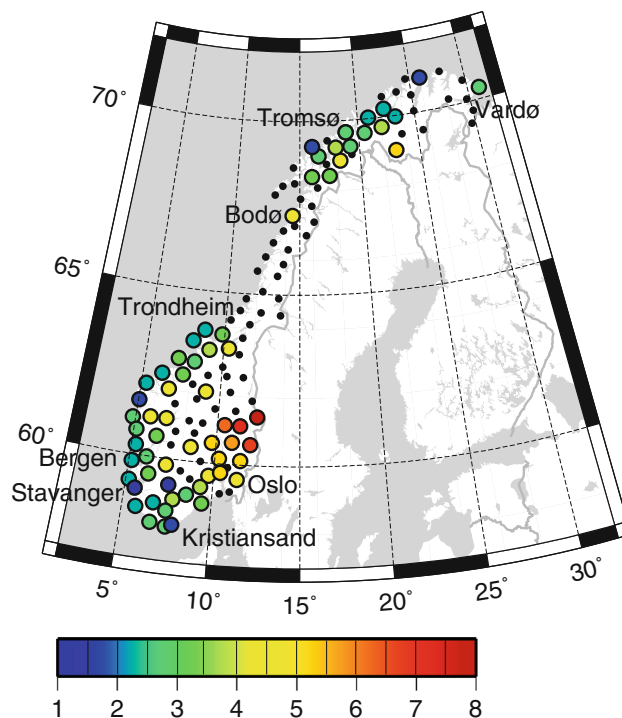 70°
Tromsø
Vardø
Bodø
65°
Trondheim
60°
Bergen
Stavanger
Oslo
Kristiansand
5°
10°
15°
20°
25°
30°
1 2 3 4 5 6 7 8